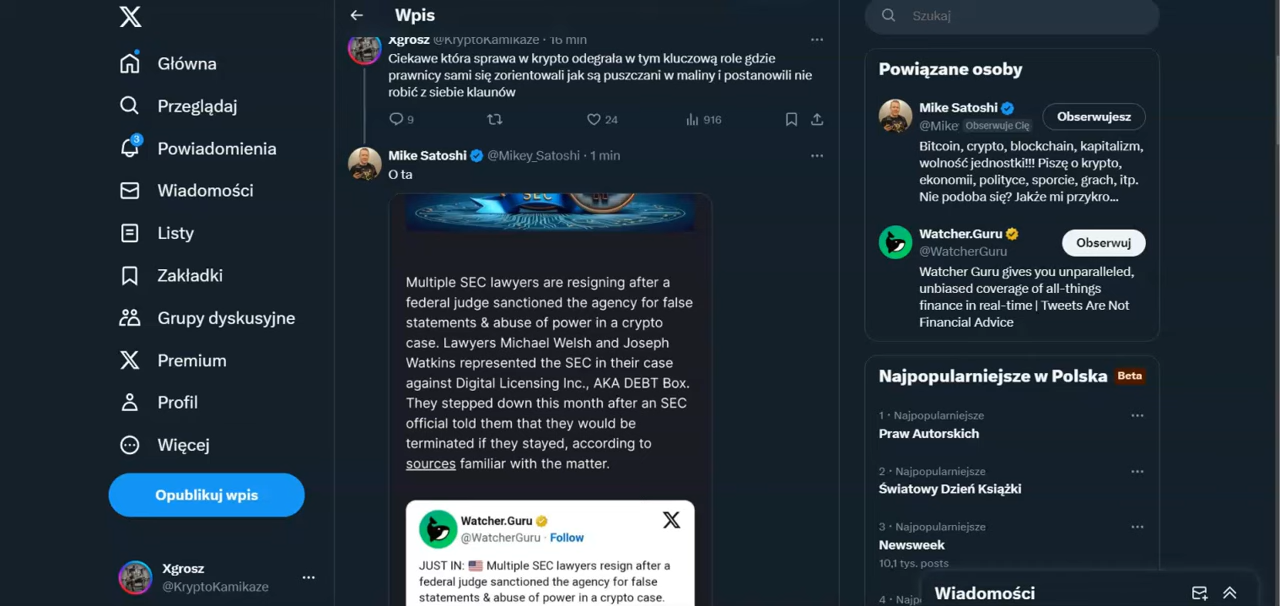 Główna
Przeglądaj
3
Powiadomienia
Wiadomości
Listy
Zakładki
Grupy dyskusyjne
Premium
Profil
Więcej
Opublikuj wpis
Xgrosz
@KryptoKamikaze
Wpis
Xgrosz @KryptoKamikaze · 16 min
Ciekawe która sprawa w krypto odegrała w tym kluczową role gdzie
prawnicy sami się zorientowali jak są puszczani w maliny i postanowili nie
robić z siebie klaunów
9 24 916
Mike Satoshi @Mikey_Satoshi · 1 min
O ta
SEC
Multiple SEC lawyers are resigning after a
federal judge sanctioned the agency for false
statements & abuse of power in a crypto
case. Lawyers Michael Welsh and Joseph
Watkins represented the SEC in their case
against Digital Licensing Inc., AKA DEBT Box.
They stepped down this month after an SEC
official told them that they would be
terminated if they stayed, according to
sources familiar with the matter.
Watcher.Guru
@WatcherGuru · Follow
JUST IN: 🇺🇸 Multiple SEC lawyers resign after a
federal judge sanctioned the agency for false
statements & abuse of power in a crypto case.
Szukaj
Powiązane osoby
Mike Satoshi
@Mike Obserwuje Cię
Obserwujesz
Bitcoin, crypto, blockchain, kapitalizm,
wolność jednostki!!! Piszę o krypto,
ekonomii, polityce, sporcie, grach, itp.
Nie podoba się? Jakże mi przykro...
Watcher.Guru
@WatcherGuru
Obserwuj
Watcher Guru gives you unparalleled,
unbiased coverage of all-things
finance in real-time | Tweets Are Not
Financial Advice
Najpopularniejsze w Polska Beta
1 · Najpopularniejsze
Praw Autorskich
2 · Najpopularniejsze
Światowy Dzień Książki
3 · Najpopularniejsze
Newsweek
10,1 tys. posts
4 · Najp
Wiadomości